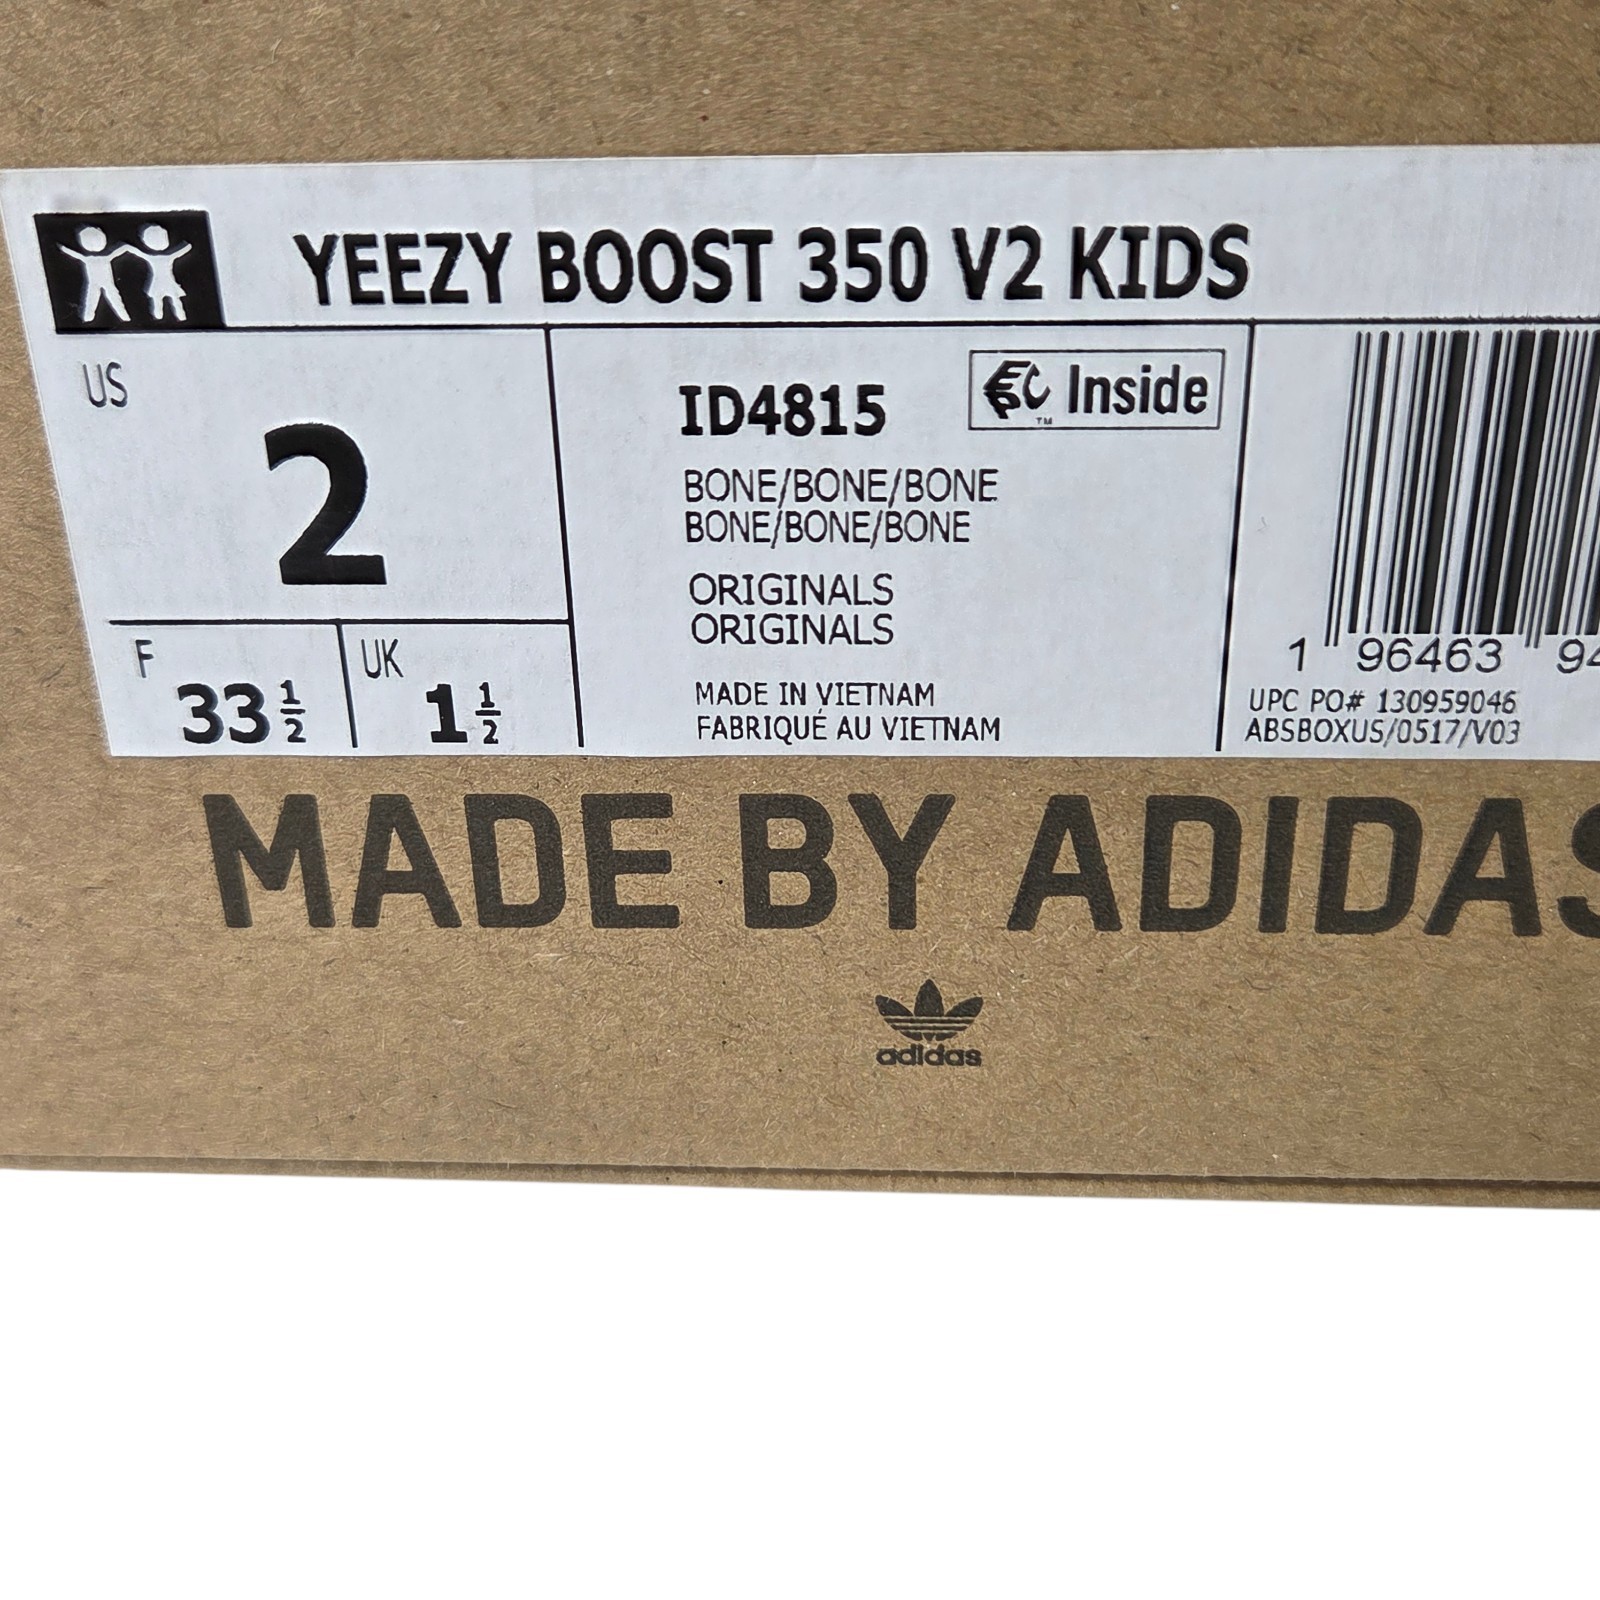 YEEZY BOOST 350 V2 KIDS
US
2
F
33 1/2
UK
1 1/2
ID4815
EPC Inside
TM
BONE/BONE/BONE
BONE/BONE/BONE
ORIGINALS
ORIGINALS
MADE IN VIETNAM
FABRIQUÉ AU VIETNAM
1 96463 94
UPC PO# 130959046
ABSBOXUS/0517/V03
MADE BY ADIDAS
adidas